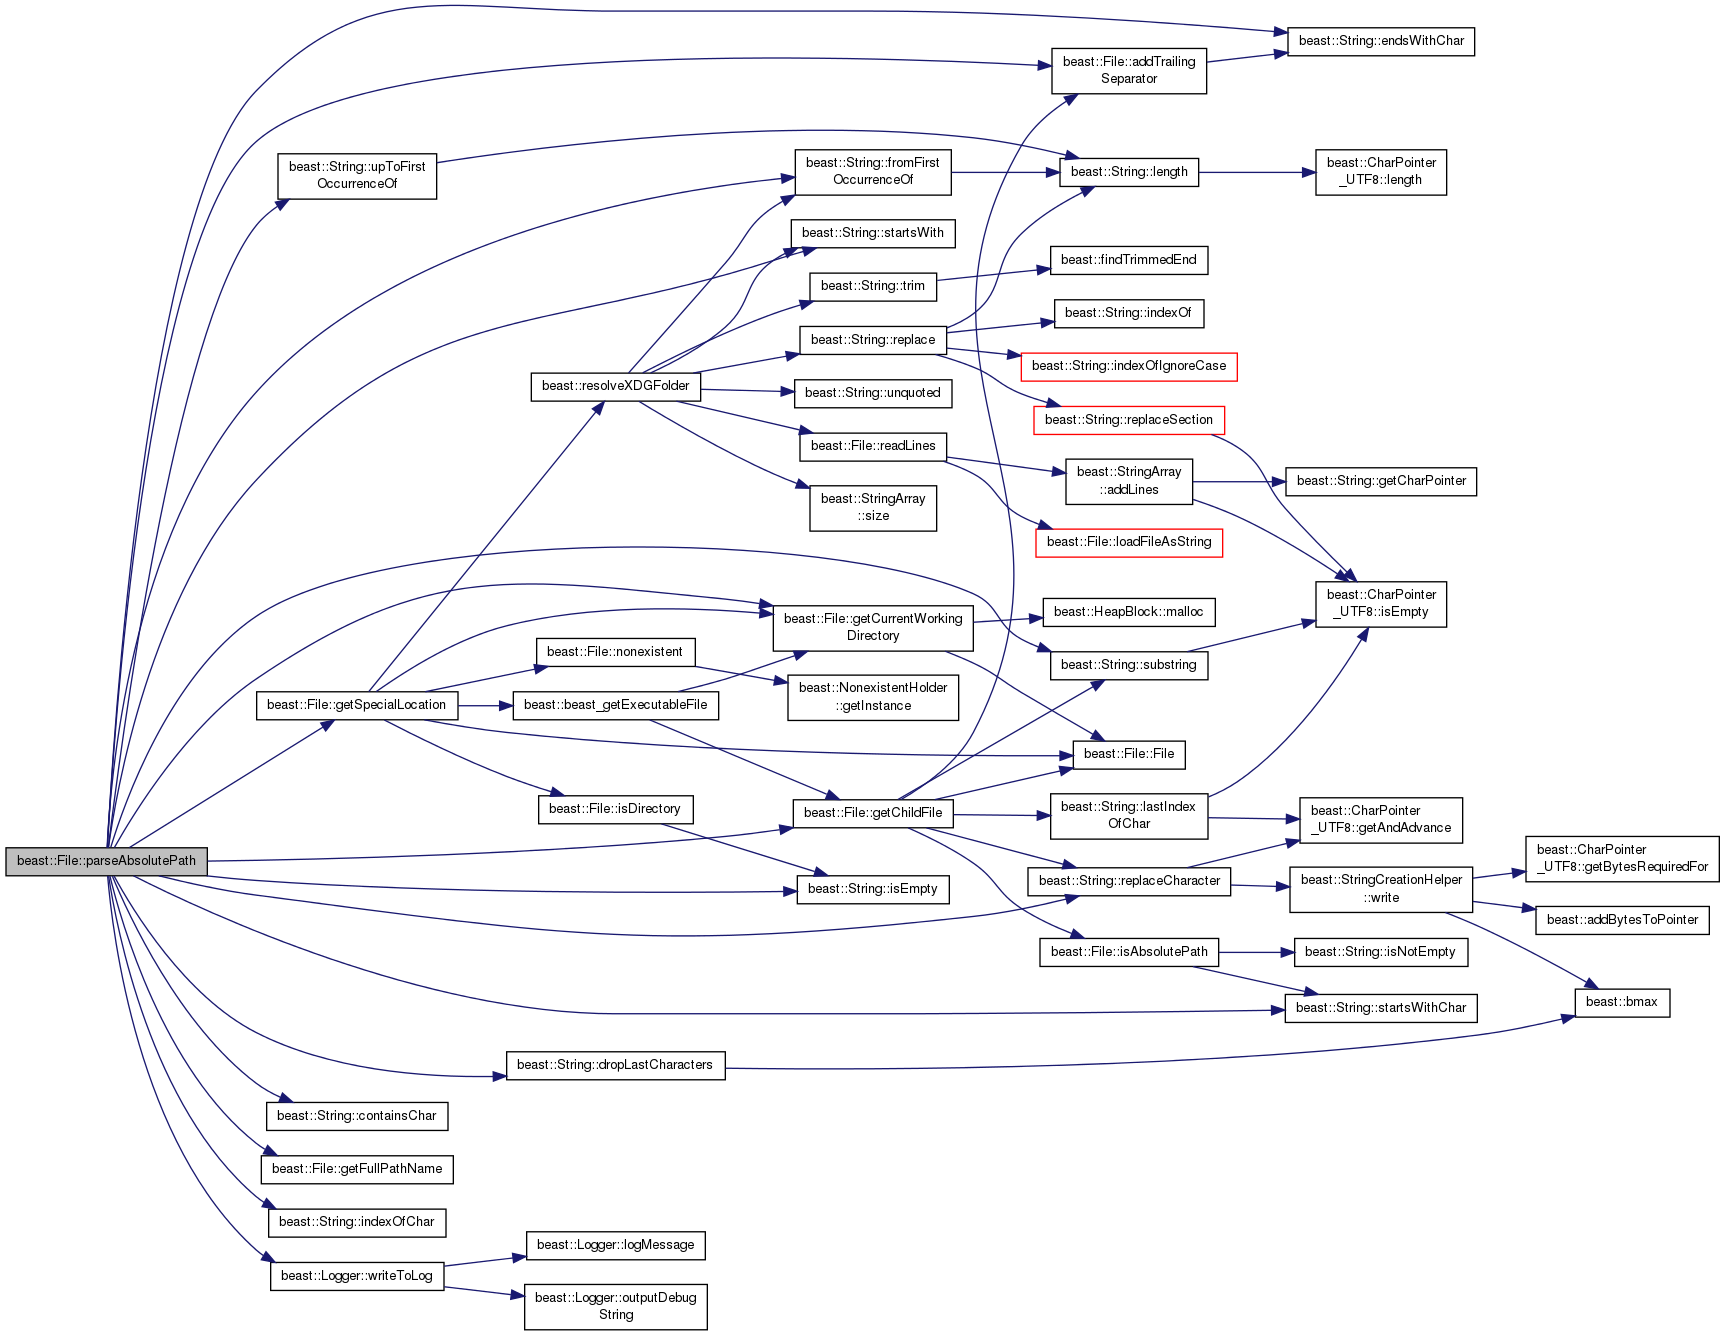 beast::String::endsWithChar
beast::File::addTrailing
Separator
beast::String::upToFirst
OccurrenceOf
beast::String::fromFirst
OccurrenceOf
beast::String::length
beast::CharPointer
_UTF8::length
beast::String::startsWith
beast::findTrimmedEnd
beast::String::trim
beast::String::indexOf
beast::String::replace
beast::String::indexOfIgnoreCase
beast::resolveXDGFolder
beast::String::unquoted
beast::String::replaceSection
beast::File::readLines
beast::StringArray
::addLines
beast::String::getCharPointer
beast::StringArray
::size
beast::File::loadFileAsString
beast::CharPointer
_UTF8::isEmpty
beast::File::getCurrentWorking
Directory
beast::HeapBlock::malloc
beast::File::nonexistent
beast::String::substring
beast::NonexistentHolder
::getInstance
beast::File::getSpecialLocation
beast::beast_getExecutableFile
beast::File::File
beast::File::isDirectory
beast::File::getChildFile
beast::String::lastIndex
OfChar
beast::CharPointer
_UTF8::getAndAdvance
beast::File::parseAbsolutePath
beast::CharPointer
_UTF8::getBytesRequiredFor
beast::String::isEmpty
beast::String::replaceCharacter
beast::StringCreationHelper
::write
beast::addBytesToPointer
beast::File::isAbsolutePath
beast::String::isNotEmpty
beast::String::startsWithChar
beast::bmax
beast::String::dropLastCharacters
beast::String::containsChar
beast::File::getFullPathName
beast::String::indexOfChar
beast::Logger::logMessage
beast::Logger::writeToLog
beast::Logger::outputDebug
String